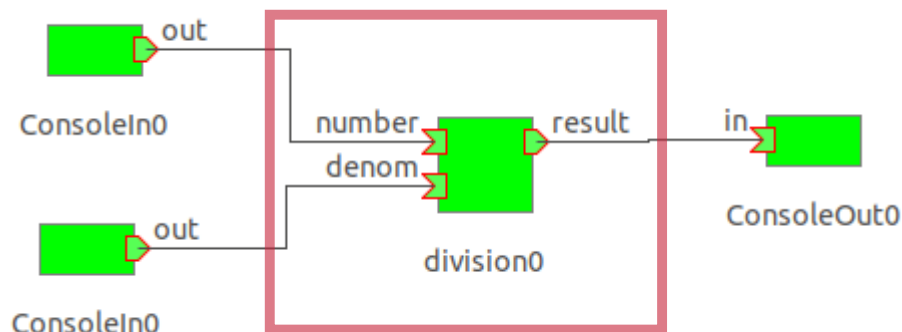 out
ConsoleIn0
number
result
in
denom
ConsoleOut0
out
division0
ConsoleIn0